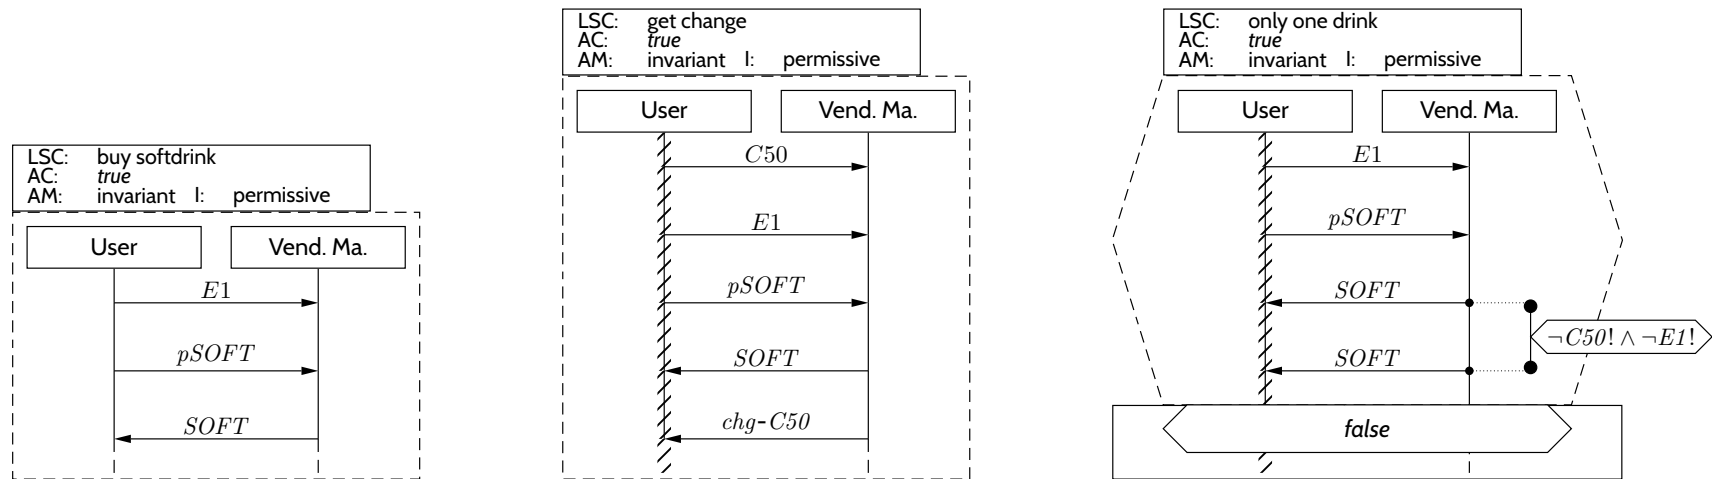 LSC: buy softdrink
AC: true
AM: invariant I: permissive
User
Vend. Ma.
E1
pSOFT
SOFT
LSC: get change
AC: true
AM: invariant I: permissive
User
Vend. Ma.
C50
E1
pSOFT
SOFT
chg-C50
LSC: only one drink
AC: true
AM: invariant I: permissive
User
Vend. Ma.
E1
pSOFT
SOFT
SOFT
¬C50! ∧ ¬E1!
false